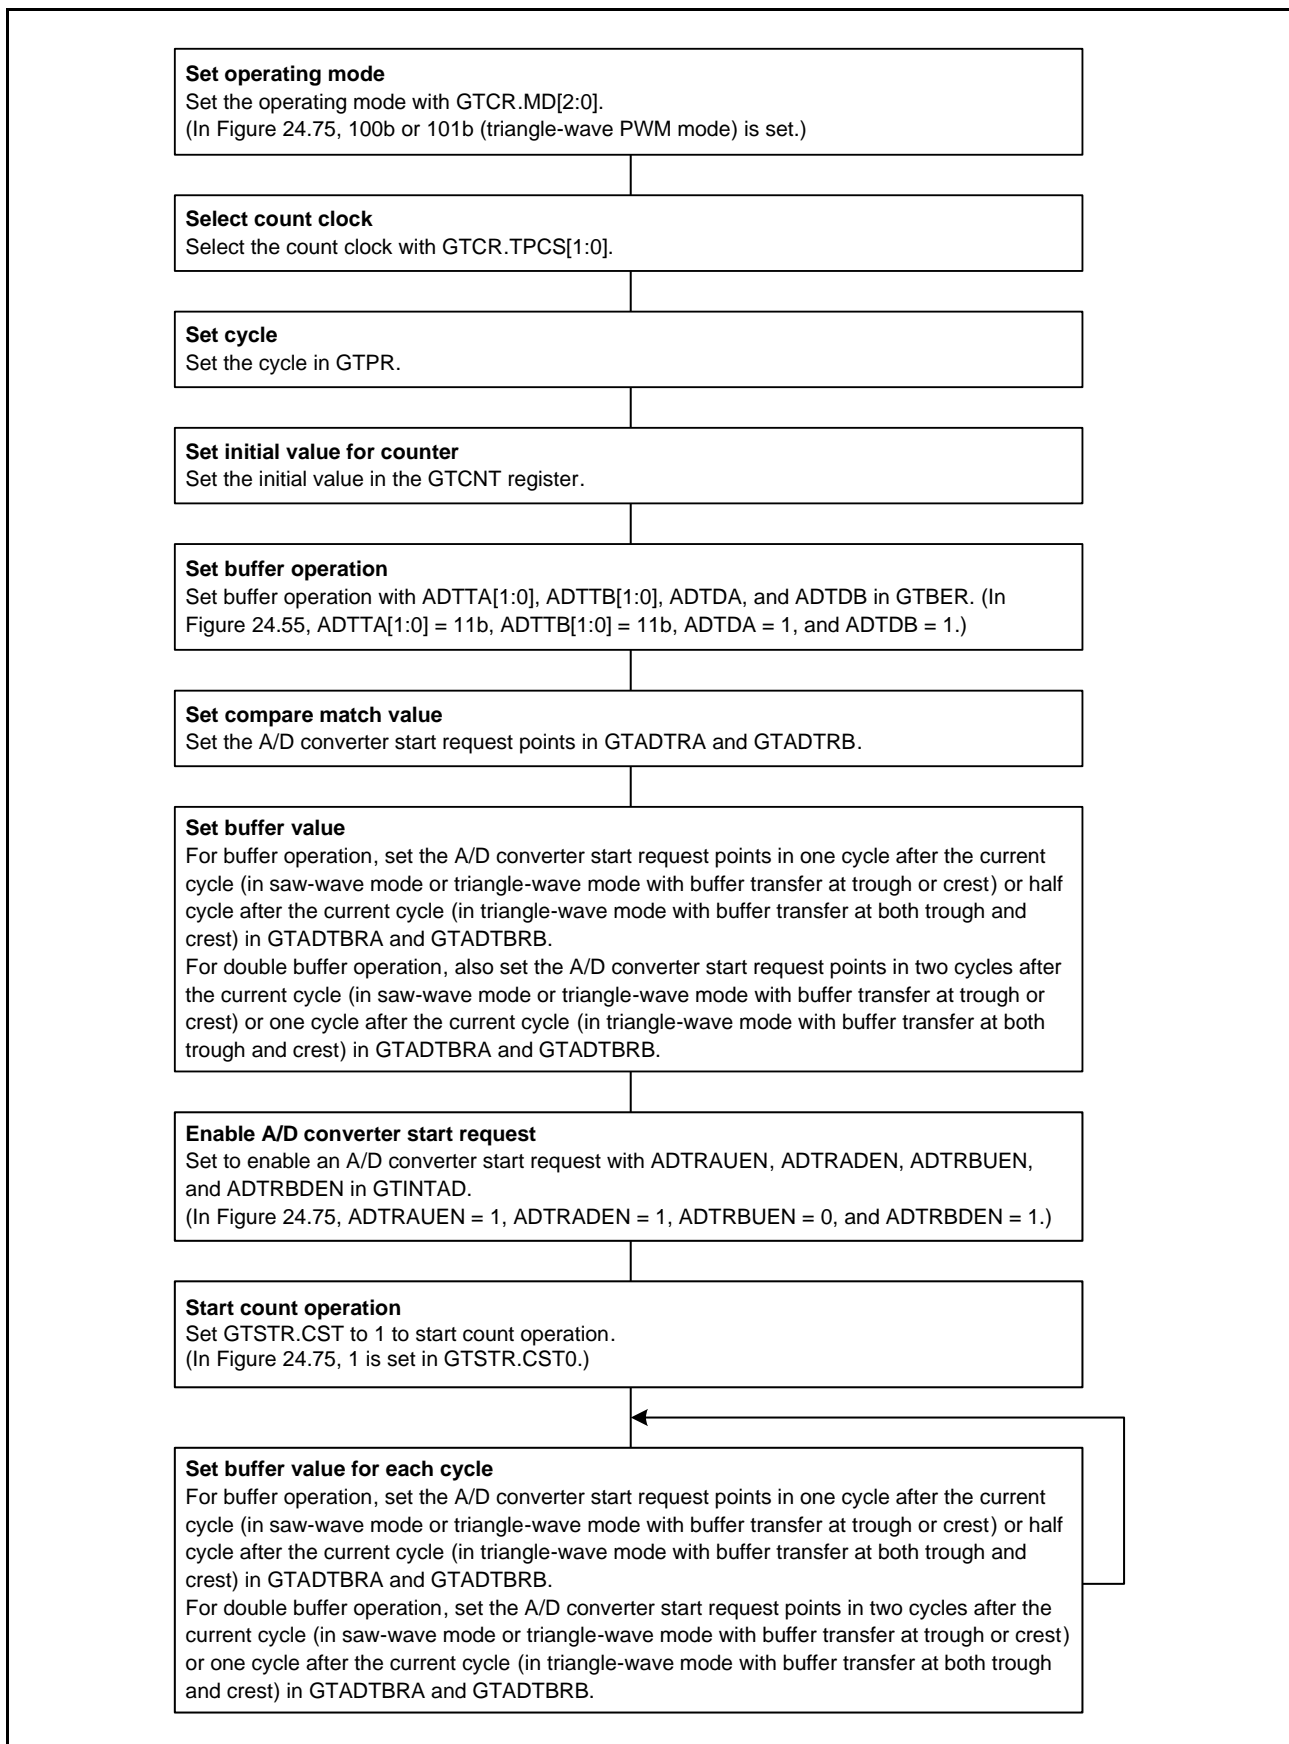 Set operating mode
Set the operating mode with GTCR.MD[2:0].
(In Figure 24.75, 100b or 101b (triangle-wave PWM mode) is set.)
Select count clock
Select the count clock with GTCR.TPCS[1:0].
Set cycle
Set the cycle in GTPR.
Set initial value for counter
Set the initial value in the GTCNT register.
Set buffer operation
Set buffer operation with ADTTA[1:0], ADTTB[1:0], ADTDA, and ADTDB in GTBER. (In
Figure 24.55, ADTTA[1:0] = 11b, ADTTB[1:0] = 11b, ADTDA = 1, and ADTDB = 1.)
Set compare match value
Set the A/D converter start request points in GTADTRA and GTADTRB.
Set buffer value
For buffer operation, set the A/D converter start request points in one cycle after the current
cycle (in saw-wave mode or triangle-wave mode with buffer transfer at trough or crest) or half
cycle after the current cycle (in triangle-wave mode with buffer transfer at both trough and
crest) in GTADTBRA and GTADTBRB.
For double buffer operation, also set the A/D converter start request points in two cycles after
the current cycle (in saw-wave mode or triangle-wave mode with buffer transfer at trough or
crest) or one cycle after the current cycle (in triangle-wave mode with buffer transfer at both
trough and crest) in GTADTBRA and GTADTBRB.
Enable A/D converter start request
Set to enable an A/D converter start request with ADTRAUEN, ADTRADEN, ADTRBUEN,
and ADTRBDEN in GTINTAD.
(In Figure 24.75, ADTRAUEN = 1, ADTRADEN = 1, ADTRBUEN = 0, and ADTRBDEN = 1.)
Start count operation
Set GTSTR.CST to 1 to start count operation.
(In Figure 24.75, 1 is set in GTSTR.CST0.)
Set buffer value for each cycle
For buffer operation, set the A/D converter start request points in one cycle after the current
cycle (in saw-wave mode or triangle-wave mode with buffer transfer at trough or crest) or half
cycle after the current cycle (in triangle-wave mode with buffer transfer at both trough and
crest) in GTADTBRA and GTADTBRB.
For double buffer operation, set the A/D converter start request points in two cycles after the
current cycle (in saw-wave mode or triangle-wave mode with buffer transfer at trough or crest)
or one cycle after the current cycle (in triangle-wave mode with buffer transfer at both trough
and crest) in GTADTBRA and GTADTBRB.